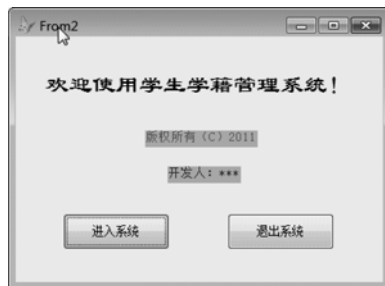 From2
欢迎使用学生学籍管理系统！
版权所有 (C) 2011
开发人：***
进入系统 退出系统